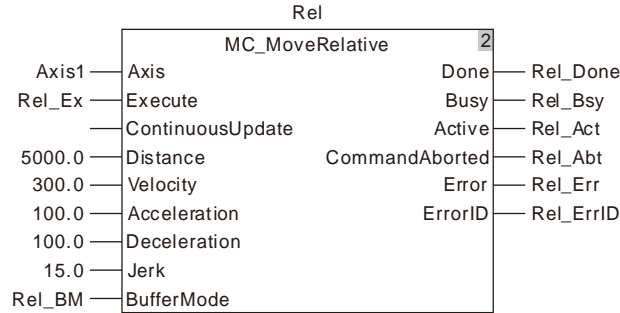 Rel
MC_MoveRelative 2
Axis1 Axis Done Rel_Done
Rel_Ex Execute Busy Rel_Bsy
ContinuousUpdate Active Rel_Act
5000.0 Distance CommandAborted Rel_Abt
300.0 Velocity Error Rel_Err
100.0 Acceleration ErrorID Rel_ErrID
100.0 Deceleration
15.0 Jerk
Rel_BM BufferMode